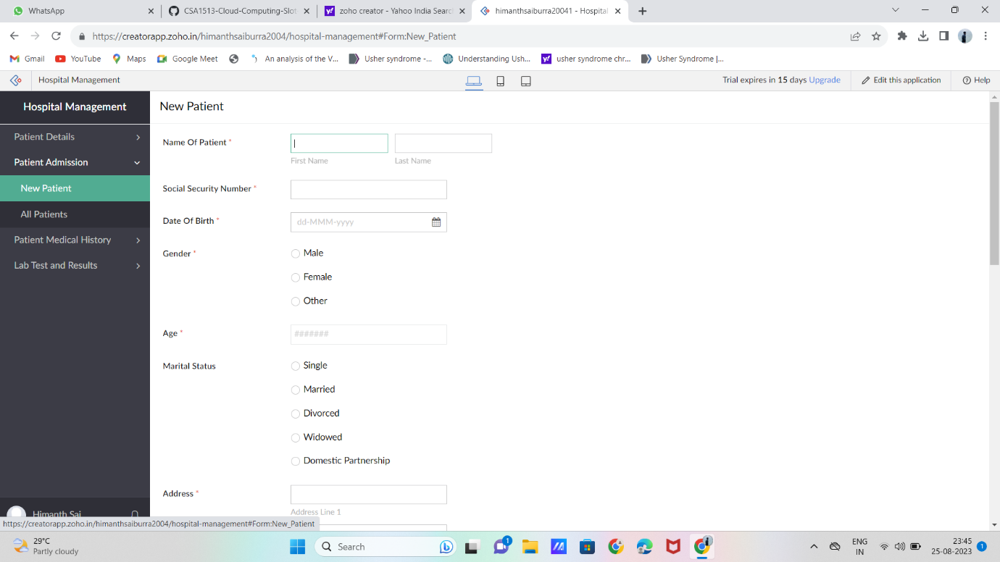 WhatsApp
CSA1513-Cloud-Computing-Slot-
zoho creator - Yahoo India Search
himanthsaiburra20041 - Hospital
https://creatorapp.zoho.in/himanthsaiburra2004/hospital-management#Form:New_Patient
Gmail
YouTube
Maps
Google Meet
An analysis of the V...
Usher syndrome -...
Understanding Ush...
usher syndrome chr...
Usher Syndrome |...
Hospital Management
Trial expires in 15 days Upgrade
Edit this application
Help
Hospital Management
Patient Details
Patient Admission
New Patient
All Patients
Patient Medical History
Lab Test and Results
Himanth Sai
New Patient
Name Of Patient *
First Name
Last Name
Social Security Number *
Date Of Birth *
dd-MMM-yyyy
Gender *
Male
Female
Other
Age *
#######
Marital Status
Single
Married
Divorced
Widowed
Domestic Partnership
Address *
Address Line 1
https://creatorapp.zoho.in/himanthsaiburra2004/hospital-management#Form:New_Patient
29°C
Partly cloudy
Search
1
ENG
IN
23:45
25-08-2023
1